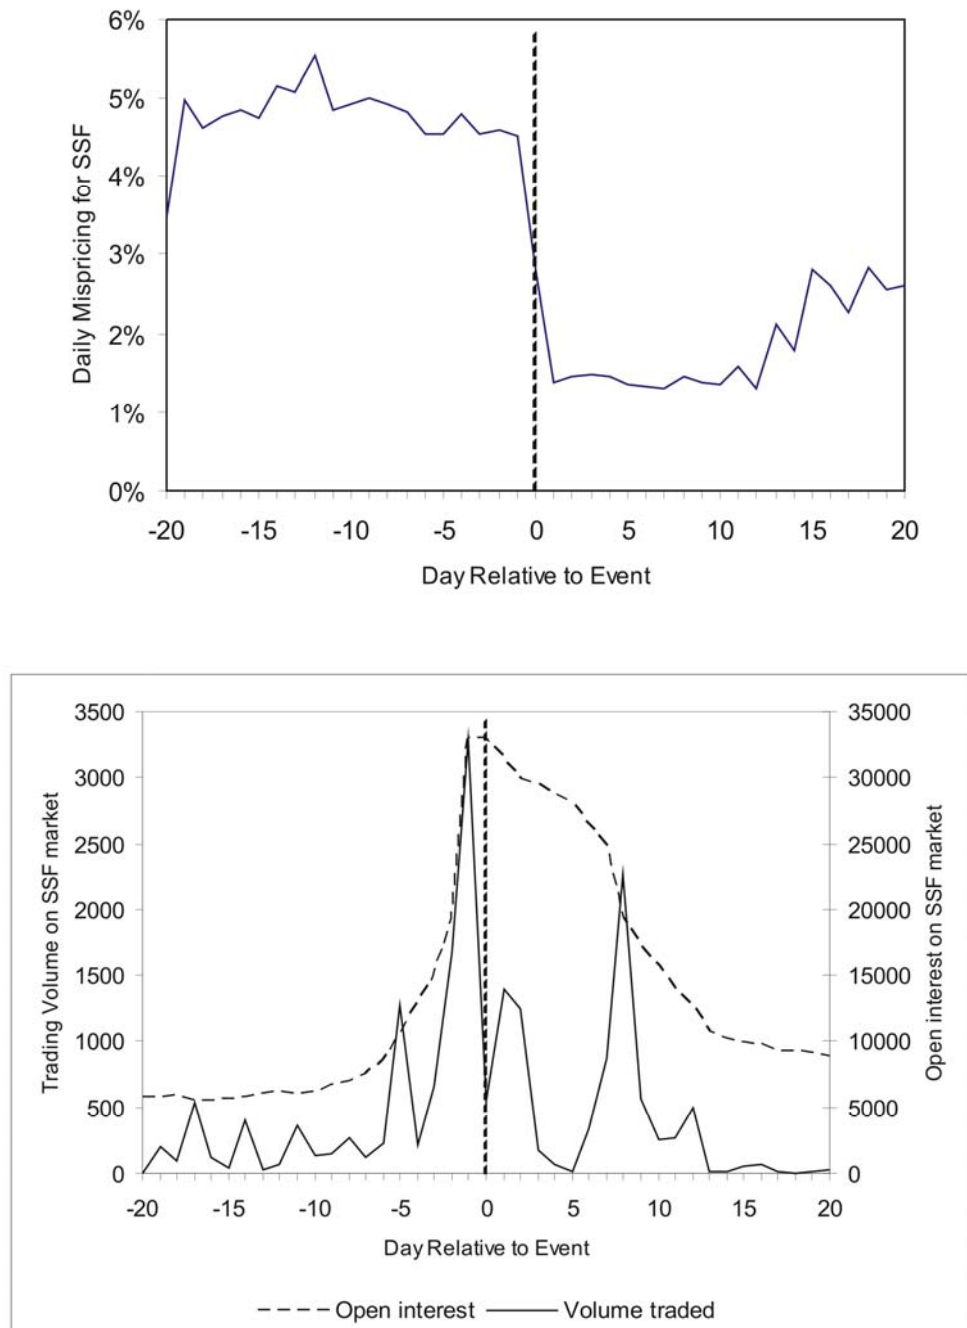 6%
5%
4%
3%
2%
1%
0%
Daily Mispricing for SSF
-20 -15 -10 -5 0 5 10 15 20
Day Relative to Event
3500 35000
3000 30000
2500 25000
2000 20000
1500 15000
1000 10000
500 5000
0 0
Trading Volume on SSF market
Open interest on SSF market
-20 -15 -10 -5 0 5 10 15 20
Day Relative to Event
Open interest Volume traded